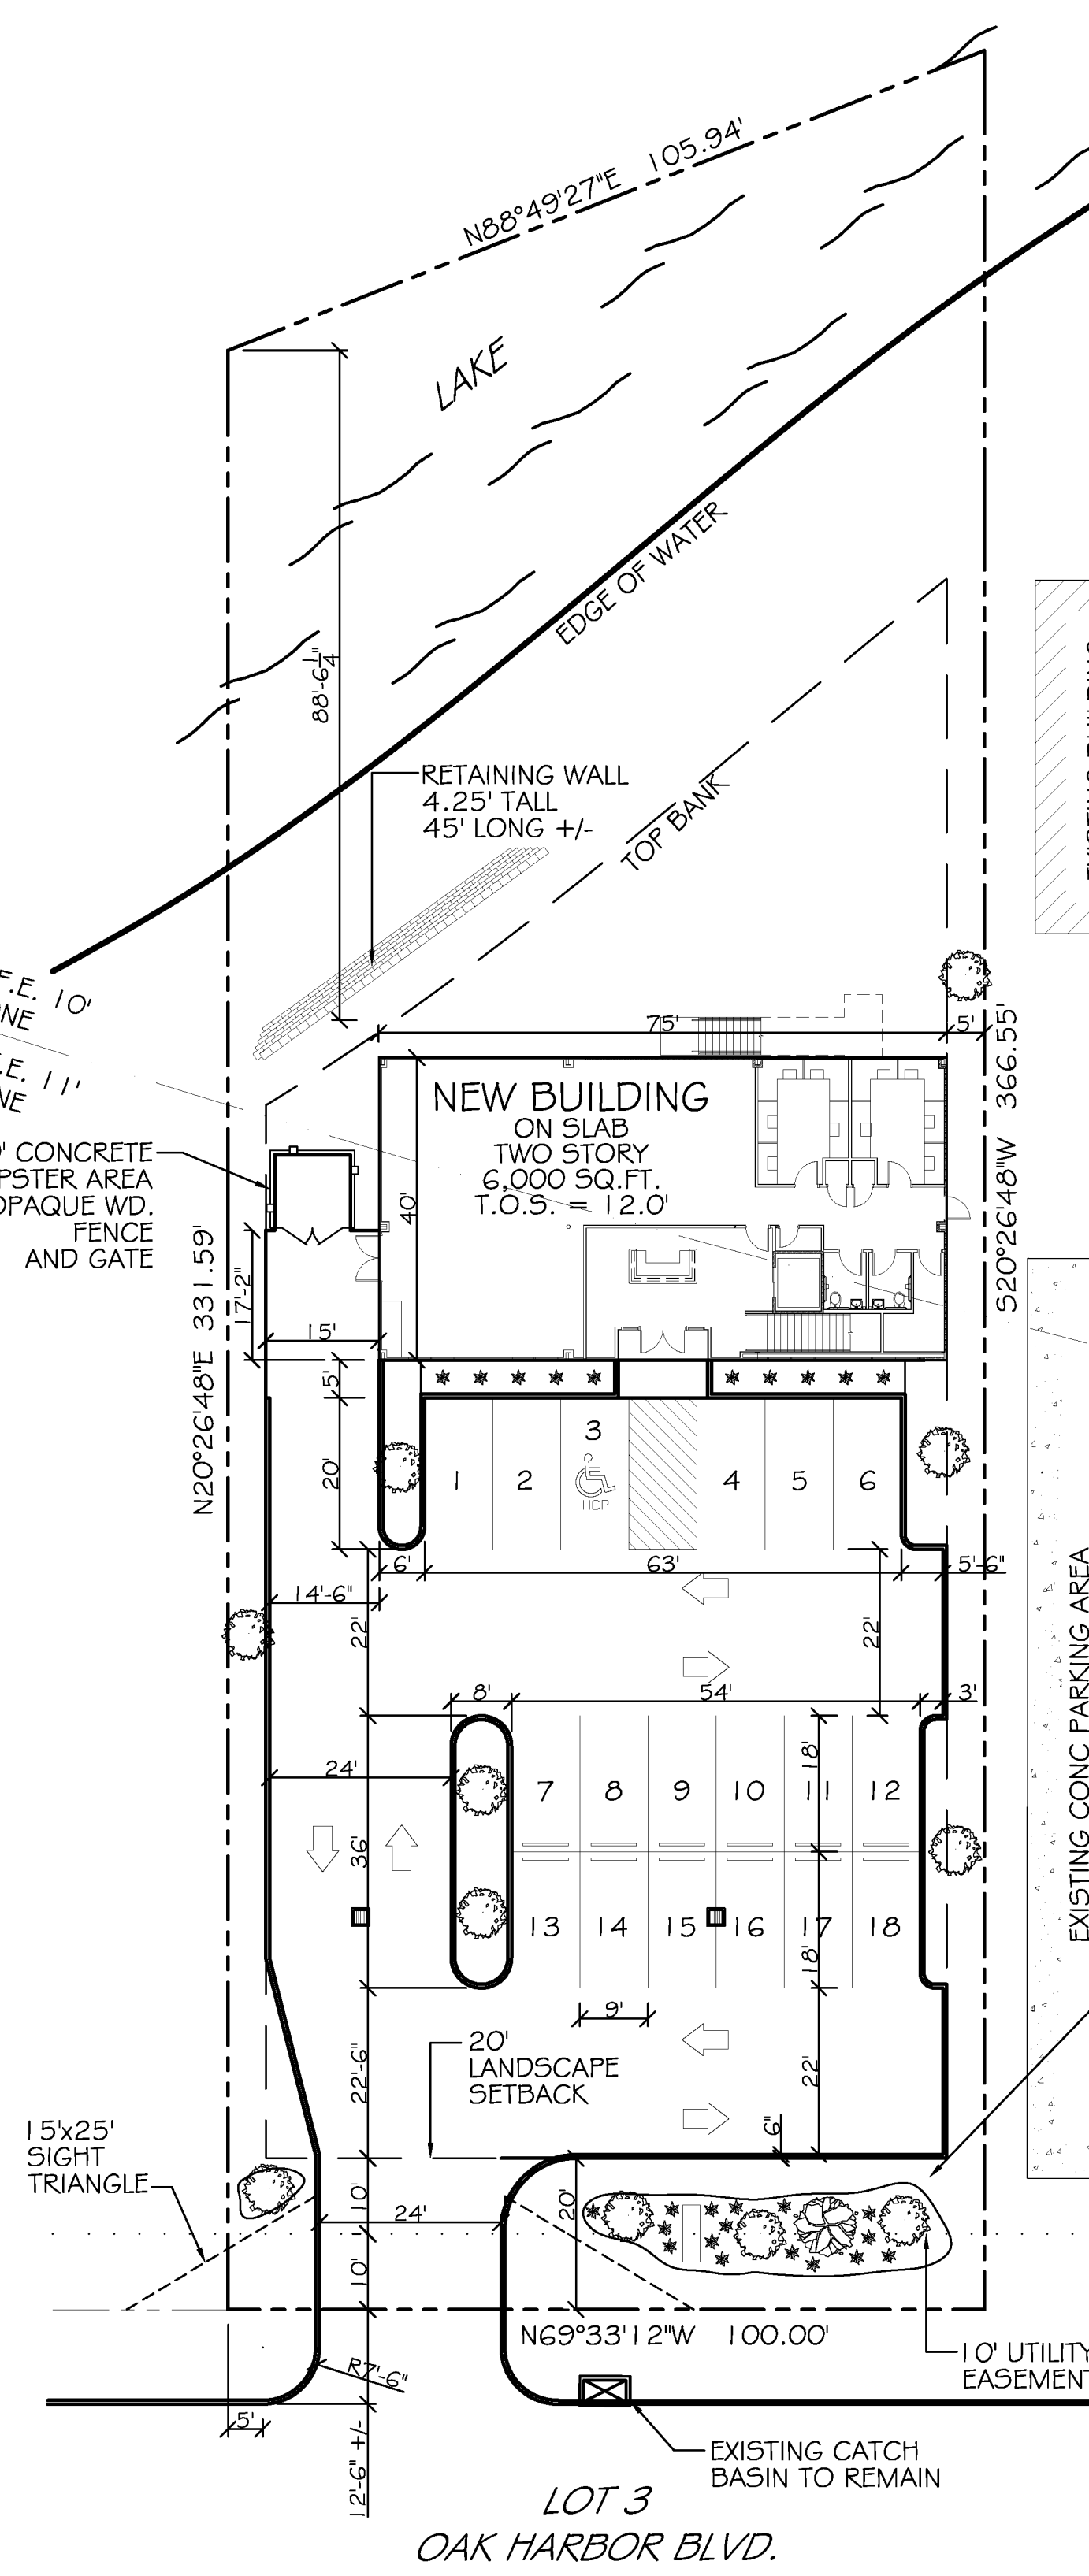 N88°49'27"E 105.94'
LAKE
EDGE OF WATER
88'-6 1/4"
RETAINING WALL
4.25' TALL
45' LONG +/-
TOP BANK
F.E. 10'
F.E. 11'
75'
5'
S20°26'48"W 366.55'
NEW BUILDING
ON SLAB
TWO STORY
6,000 SQ.FT.
T.O.S. = 12.0'
40'
CONCRETE
AREA
OPAQUE WD.
FENCE
AND GATE
N20°26'48"E 331.59'
17'-2"
15'
5'
20'
1
2
3
HCP
4
5
6
6'
63'
5'-6"
14'-6"
22'
22'
8'
54'
3'
24'
36'
18'
7
8
9
10
11
12
13
14
15
16
17
18
18'
9'
EXISTING CONC PARKING AREA
20'
LANDSCAPE
SETBACK
22'-6"
22'
6"
15'x25'
SIGHT
TRIANGLE
10'
24'
20'
10'
N69°33'12"W 100.00'
R7'-6"
10' UTILITY
EASEMENT
5'
12'-6" +/-
EXISTING CATCH
BASIN TO REMAIN
LOT 3
OAK HARBOR BLVD.